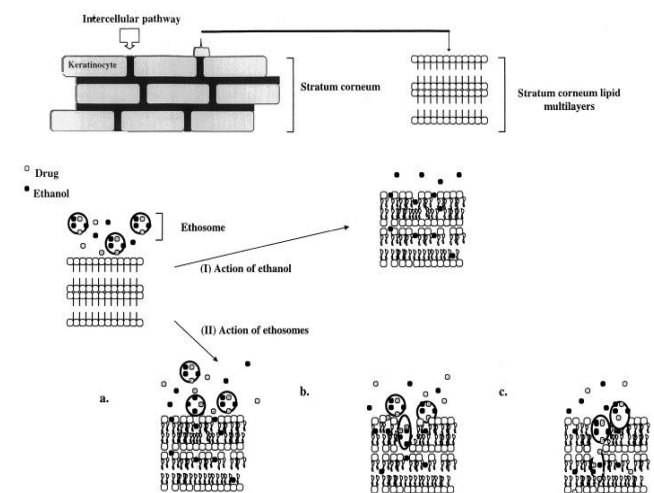 Intercellular pathway
Keratinocyte
Stratum corneum
Stratum corneum lipid
multilayers
Drug
Ethanol
Ethosome
(I) Action of ethanol
(II) Action of ethosomes
a.
b.
c.